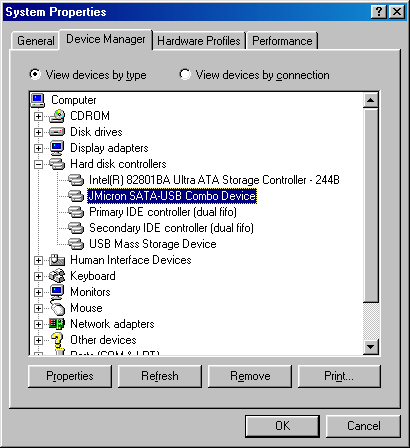 System Properties
General Device Manager Hardware Profiles Performance
View devices by type View devices by connection
Computer
CDROM
Disk drives
Display adapters
Hard disk controllers
Intel(R) 82801BA Ultra ATA Storage Controller - 244B
JMicron SATA-USB Combo Device
Primary IDE controller (dual fifo)
Secondary IDE controller (dual fifo)
USB Mass Storage Device
Human Interface Devices
Keyboard
Monitors
Mouse
Network adapters
Other devices
Ports (COM & LPT)
Properties Refresh Remove Print...
OK Cancel